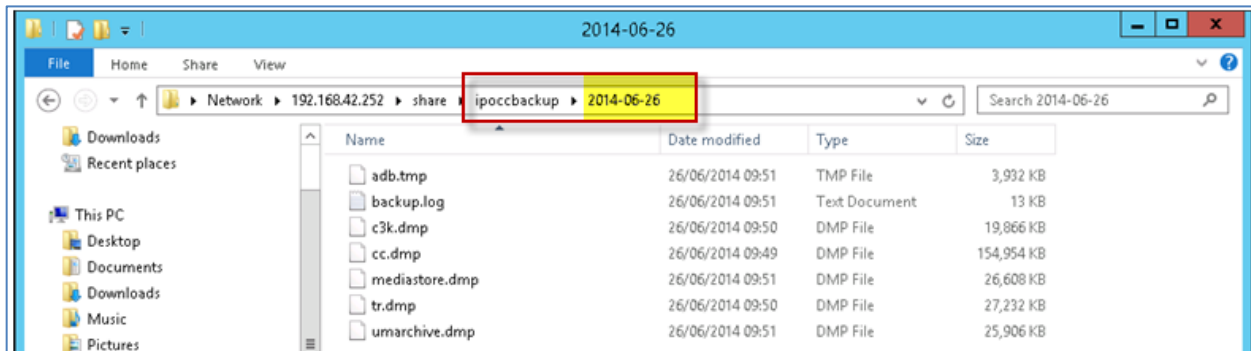 2014-06-26
File Home Share View
Network 192.168.42.252 share ipoccbackup 2014-06-26 Search 2014-06-26
Downloads
Recent places
This PC
Desktop
Documents
Downloads
Music
Pictures
Name Date modified Type Size
adb.tmp 26/06/2014 09:51 TMP File 3,932 KB
backup.log 26/06/2014 09:51 Text Document 13 KB
c3k.dmp 26/06/2014 09:50 DMP File 19,866 KB
cc.dmp 26/06/2014 09:49 DMP File 154,954 KB
mediastore.dmp 26/06/2014 09:51 DMP File 26,608 KB
tr.dmp 26/06/2014 09:50 DMP File 27,232 KB
umarchive.dmp 26/06/2014 09:51 DMP File 25,906 KB